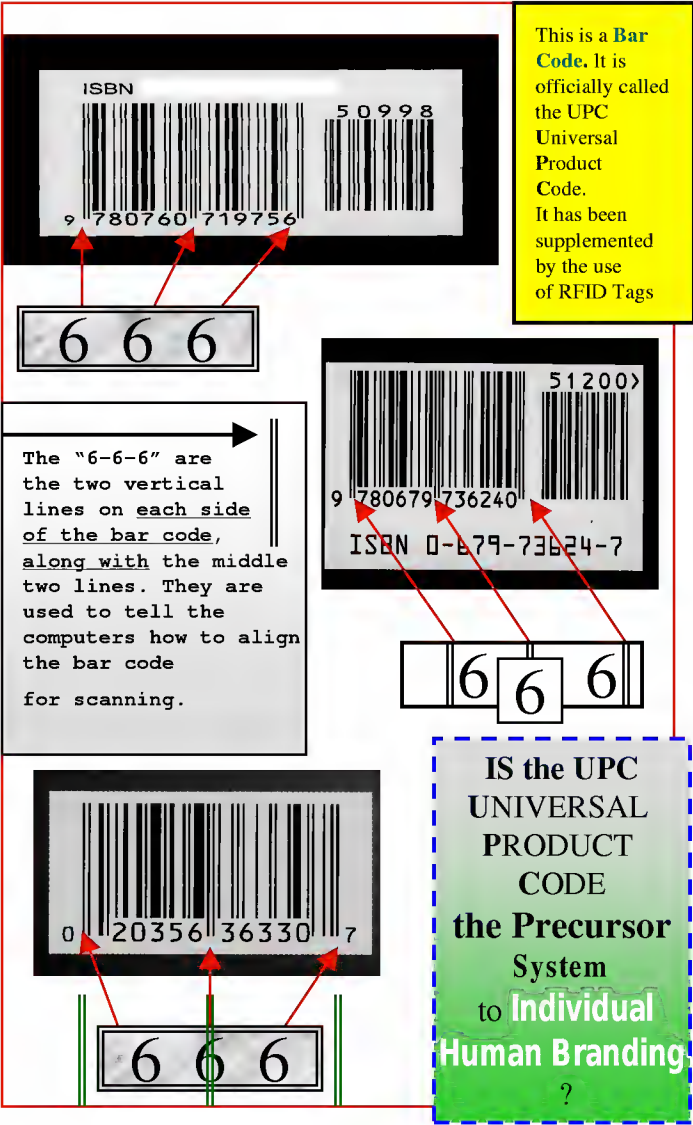 This is a Bar
Code. It is
officially called
the UPC
Universal
Product
Code.
It has been
supplemented
by the use
of RFID Tags
ISBN
50998
9 780760 719756
6 6 6
51200>
9 780679 736240
ISBN 0-679-73624-7
6 6 6
The "6-6-6" are
the two vertical
lines on each side
of the bar code,
along with the middle
two lines. They are
used to tell the
computers how to align
the bar code
for scanning.
0 20356 36330 7
6 6 6
IS the UPC
UNIVERSAL
PRODUCT
CODE
the Precursor
System
to Individual
Human Branding
?